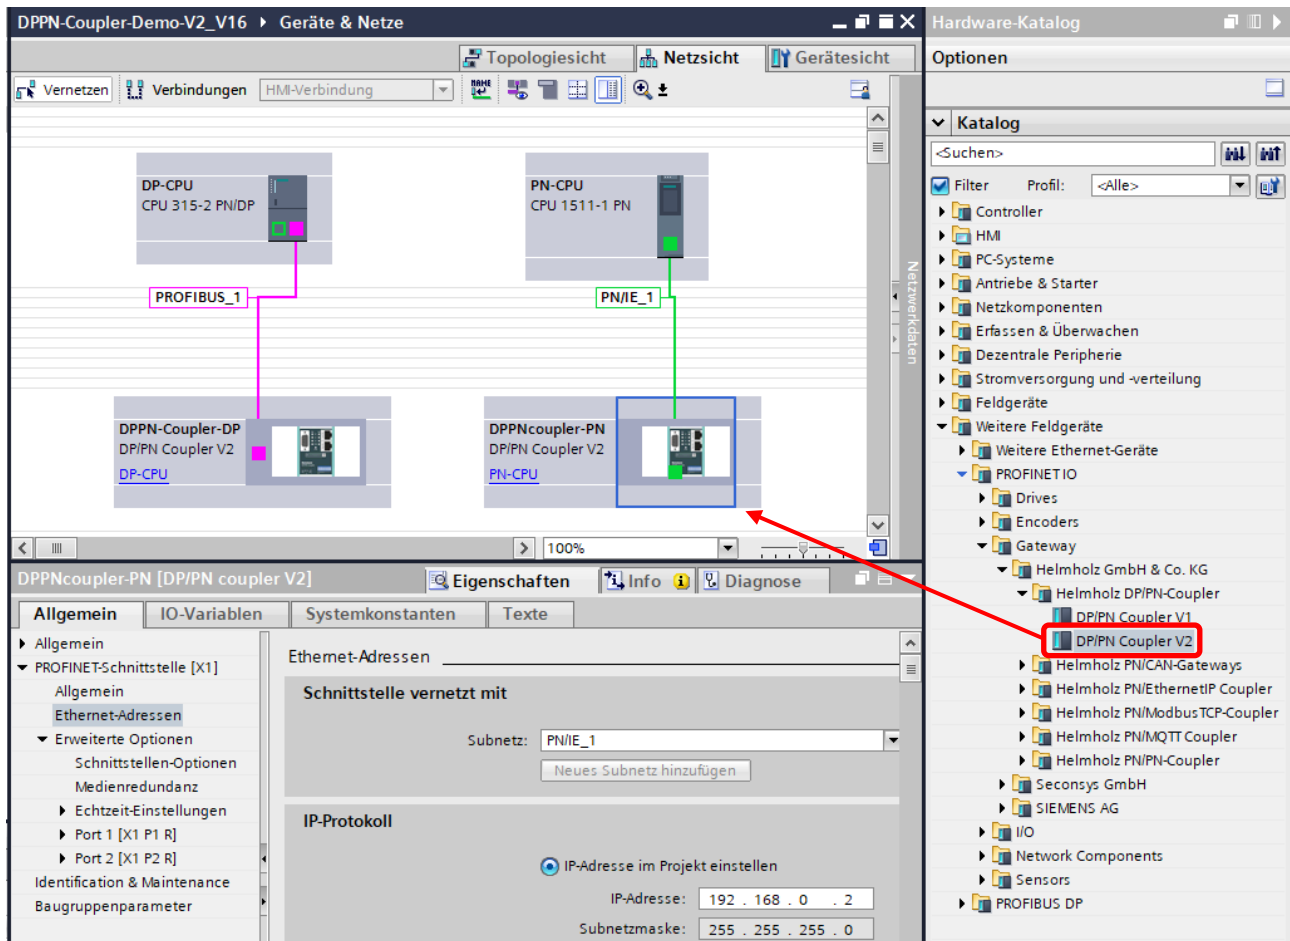 DPPN-Coupler-Demo-V2_V16 ▸ Geräte & Netze
Topologiesicht
Netzsicht
Gerätesicht
Vernetzen
Verbindungen
HMI-Verbindung
DP-CPU
CPU 315-2 PN/DP
PN-CPU
CPU 1511-1 PN
PROFIBUS_1
PN/IE_1
DPPN-Coupler-DP
DP/PN Coupler V2
DP-CPU
DPPNcoupler-PN
DP/PN Coupler V2
PN-CPU
100%
Netzwerkdaten
DPPNcoupler-PN [DP/PN coupler V2]
Eigenschaften
Info
Diagnose
Allgemein
IO-Variablen
Systemkonstanten
Texte
Allgemein
PROFINET-Schnittstelle [X1]
Allgemein
Ethernet-Adressen
Erweiterte Optionen
Schnittstellen-Optionen
Medienredundanz
Echtzeit-Einstellungen
Port 1 [X1 P1 R]
Port 2 [X1 P2 R]
Identification & Maintenance
Baugruppenparameter
Ethernet-Adressen
Schnittstelle vernetzt mit
Subnetz: PN/IE_1
Neues Subnetz hinzufügen
IP-Protokoll
IP-Adresse im Projekt einstellen
IP-Adresse: 192 . 168 . 0 . 2
Subnetzmaske: 255 . 255 . 255 . 0
Hardware-Katalog
Optionen
Katalog
<Suchen>
Filter
Profil: <Alle>
Controller
HMI
PC-Systeme
Antriebe & Starter
Netzkomponenten
Erfassen & Überwachen
Dezentrale Peripherie
Stromversorgung und -verteilung
Feldgeräte
Weitere Feldgeräte
Weitere Ethernet-Geräte
PROFINET IO
Drives
Encoders
Gateway
Helmholz GmbH & Co. KG
Helmholz DP/PN-Coupler
DP/PN Coupler V1
DP/PN Coupler V2
Helmholz PN/CAN-Gateways
Helmholz PN/EthernetIP Coupler
Helmholz PN/ModbusTCP-Coupler
Helmholz PN/MQTT Coupler
Helmholz PN/PN-Coupler
Seconsys GmbH
SIEMENS AG
I/O
Network Components
Sensors
PROFIBUS DP